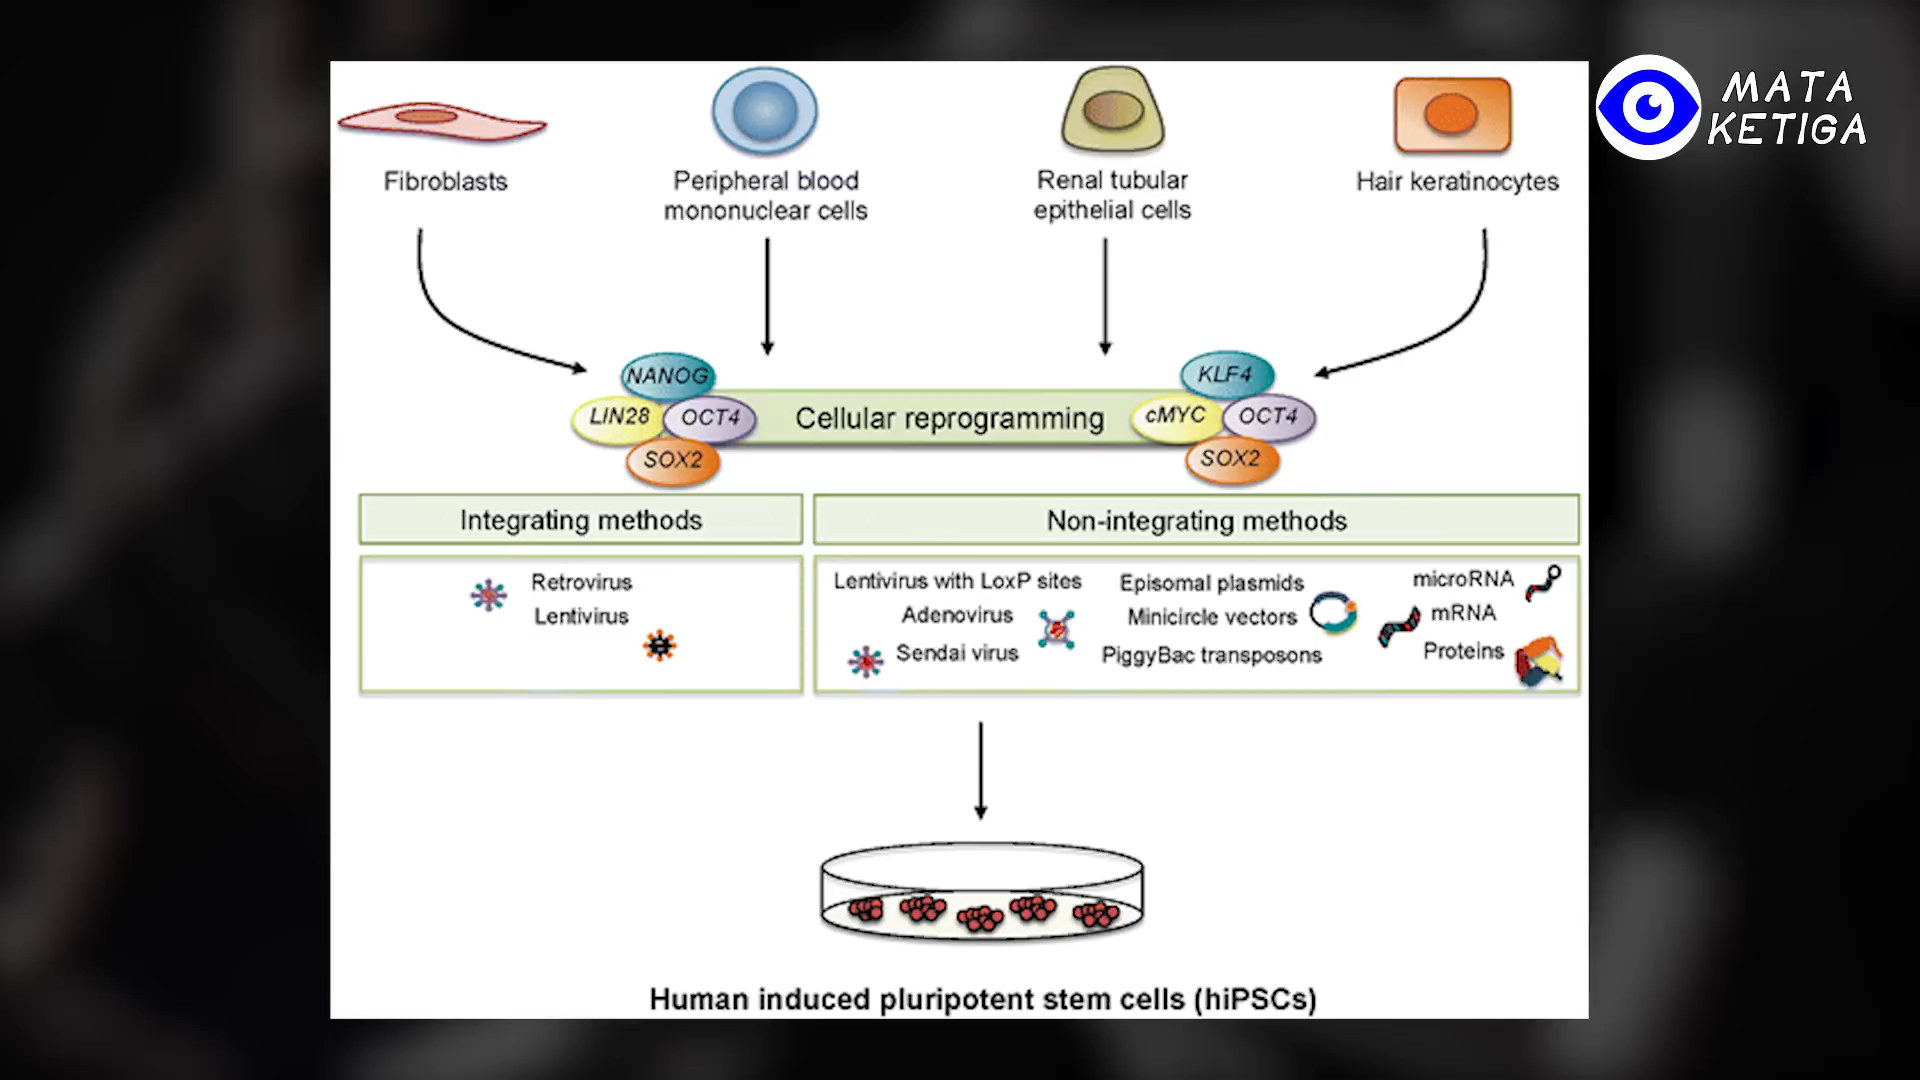 MATA
KETIGA
Fibroblasts
Peripheral blood
mononuclear cells
Renal tubular
epithelial cells
Hair keratinocytes
NANOG
LIN28
OCT4
SOX2
Cellular reprogramming
KLF4
cMYC
OCT4
SOX2
Integrating methods
Non-integrating methods
Retrovirus
Lentivirus
Lentivirus with LoxP sites
Adenovirus
Sendai virus
Episomal plasmids
Minicircle vectors
PiggyBac transposons
microRNA
mRNA
Proteins
Human induced pluripotent stem cells (hiPSCs)